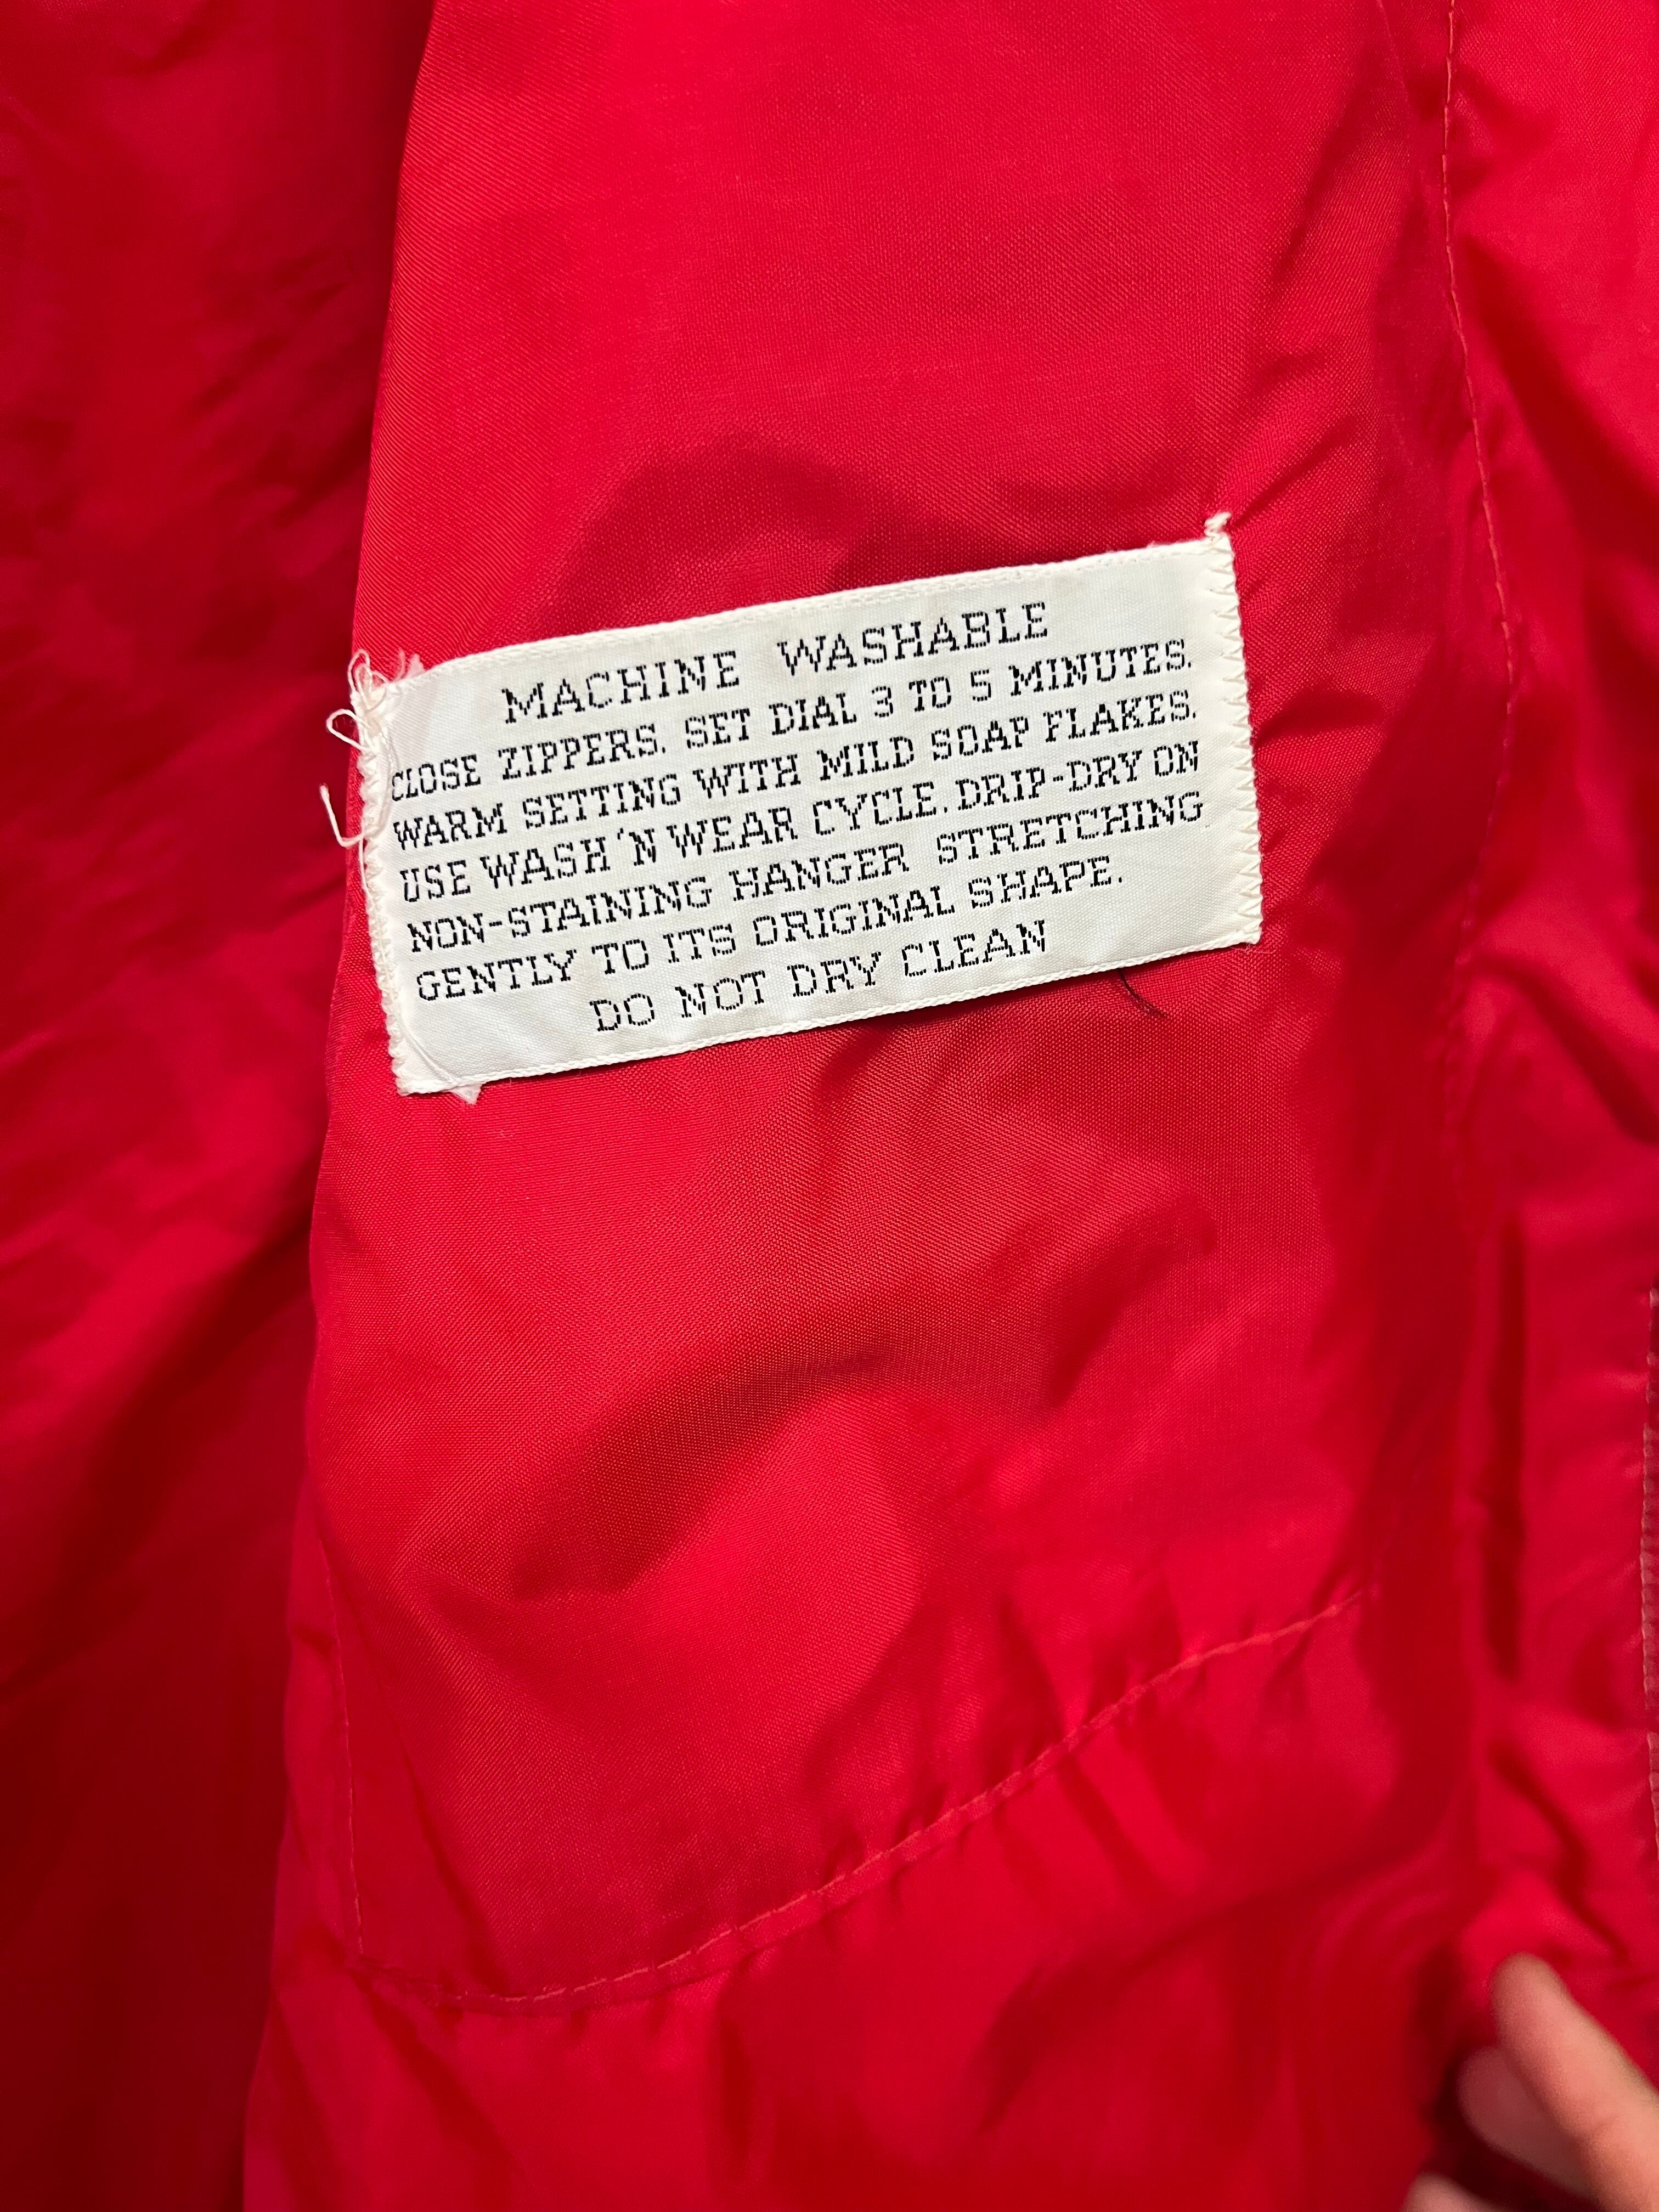 MACHINE WASHABLE
CLOSE ZIPPERS. SET DIAL 3 TO 5 MINUTES.
WARM SETTING WITH MILD SOAP FLAKES.
USE WASH 'N WEAR CYCLE. DRIP-DRY ON
NON-STAINING HANGER STRETCHING
GENTLY TO ITS ORIGINAL SHAPE.
DO NOT DRY CLEAN